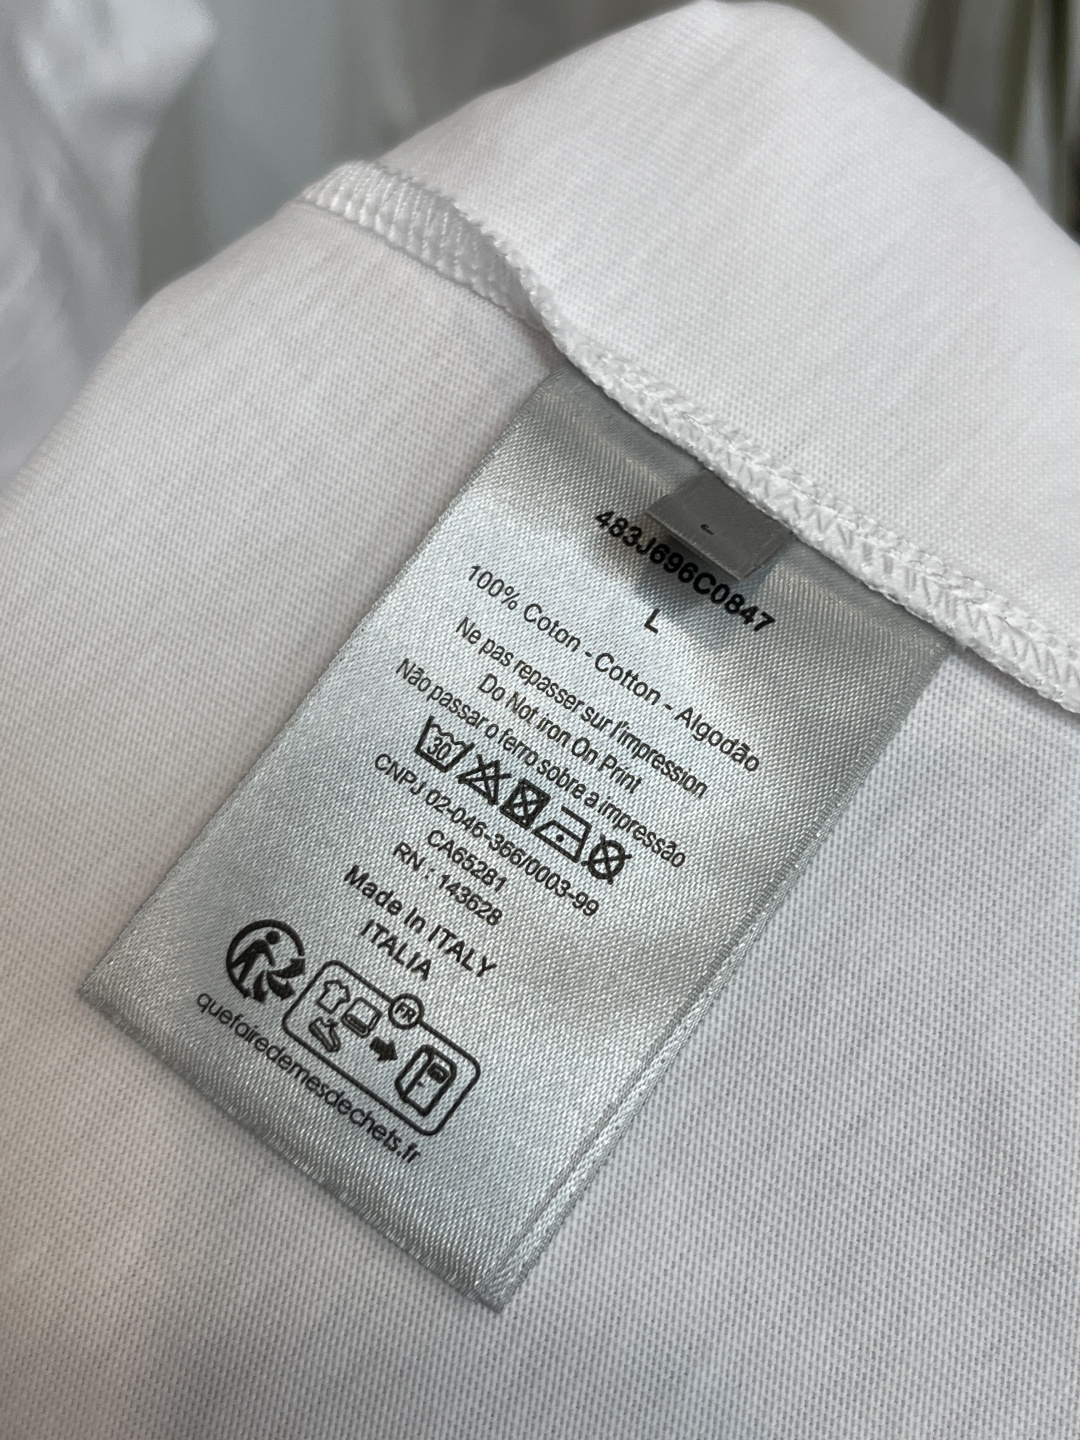 L
483J696C0847
L
100% Coton - Cotton - Algodão
Ne pas repasser sur l'impression
Do Not iron On Print
Não passar o ferro sobre a impressão
30
CNPJ 02-046-366/0003-99
CA65281
RN : 143628
Made In ITALY
ITALIA
FR
quefairedemesdechets.fr